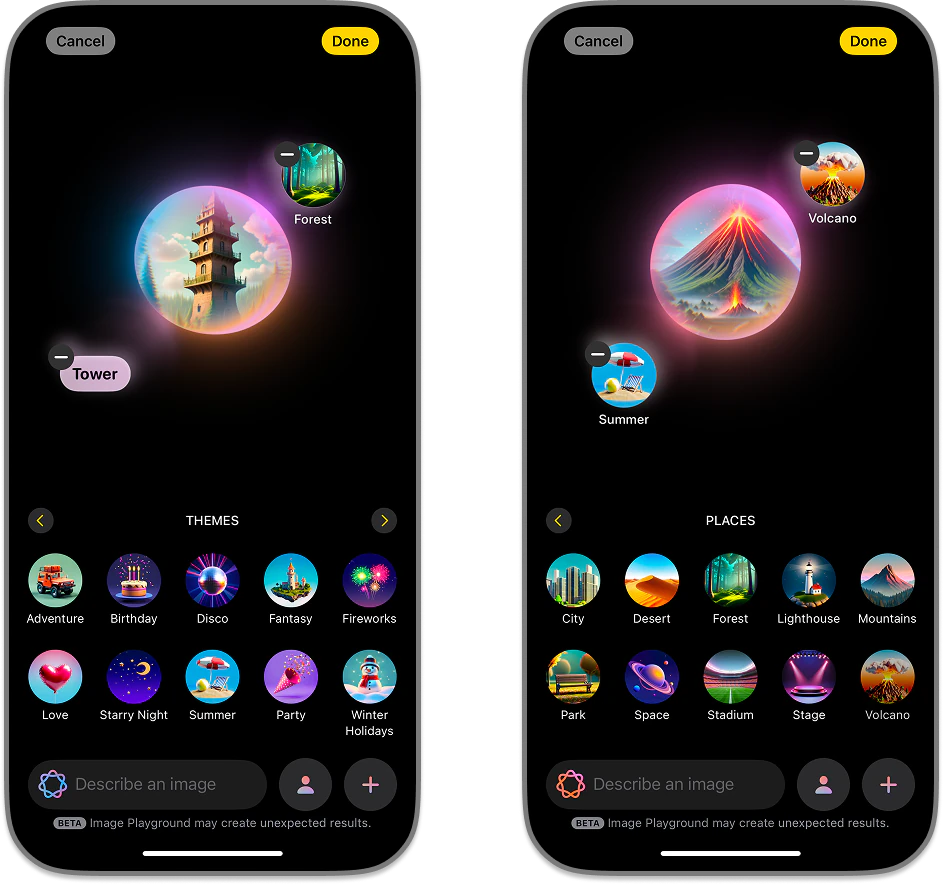 Cancel
Done
Forest
Tower
THEMES
Adventure
Birthday
Disco
Fantasy
Fireworks
Love
Starry Night
Summer
Party
Winter
Holidays
Describe an image
BETA Image Playground may create unexpected results.
Cancel
Done
Volcano
Summer
PLACES
City
Desert
Forest
Lighthouse
Mountains
Park
Space
Stadium
Stage
Volcano
Describe an image
BETA Image Playground may create unexpected results.